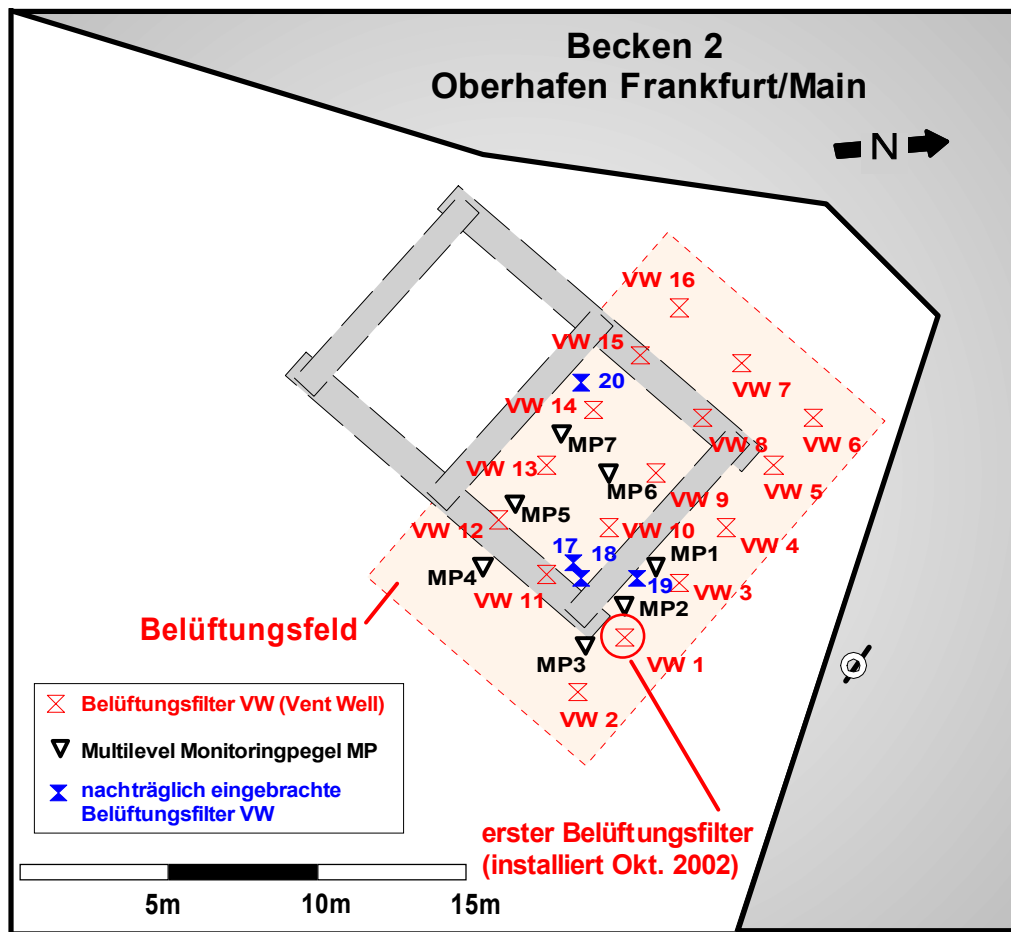 Becken 2
Oberhafen Frankfurt/Main
N
VW 16
VW 15
VW 7
20
VW 14
VW 8
VW 6
MP7
VW 13
MP6
VW 9
VW 5
MP5
VW 12
VW 10
VW 4
17
18
MP1
MP4
VW 11
19
VW 3
MP2
Belüftungsfeld
MP3
VW 1
VW 2
Belüftungsfilter VW (Vent Well)
Multilevel Monitoringpegel MP
nachträglich eingebrachte
Belüftungsfilter VW
erster Belüftungsfilter
(installiert Okt. 2002)
5m
10m
15m